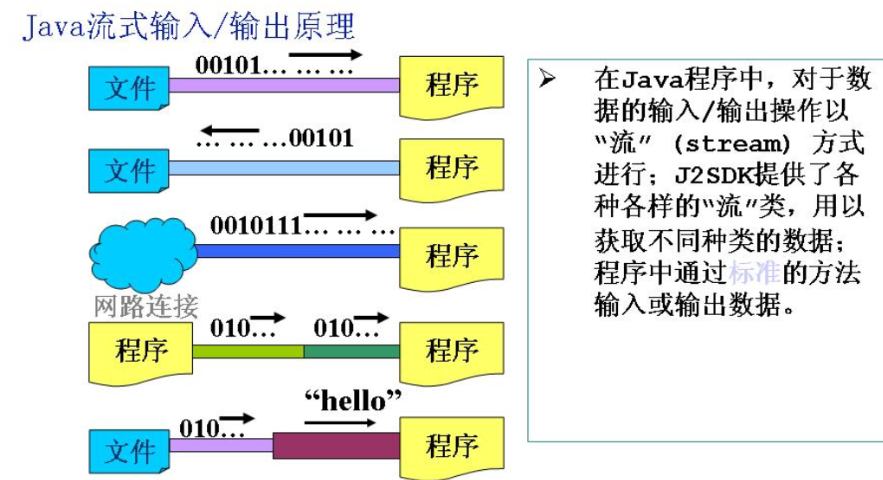 Java流式输入/输出原理
00101… … …
文件
程序
… … …00101
文件
程序
0010111… … …
程序
网路连接
010…
010…
程序
程序
“hello”
010…
文件
程序
➢ 在Java程序中，对于数
据的输入/输出操作以
“流” (stream) 方式
进行；J2SDK提供了各
种各样的“流”类，用以
获取不同种类的数据；
程序中通过标准的方法
输入或输出数据。